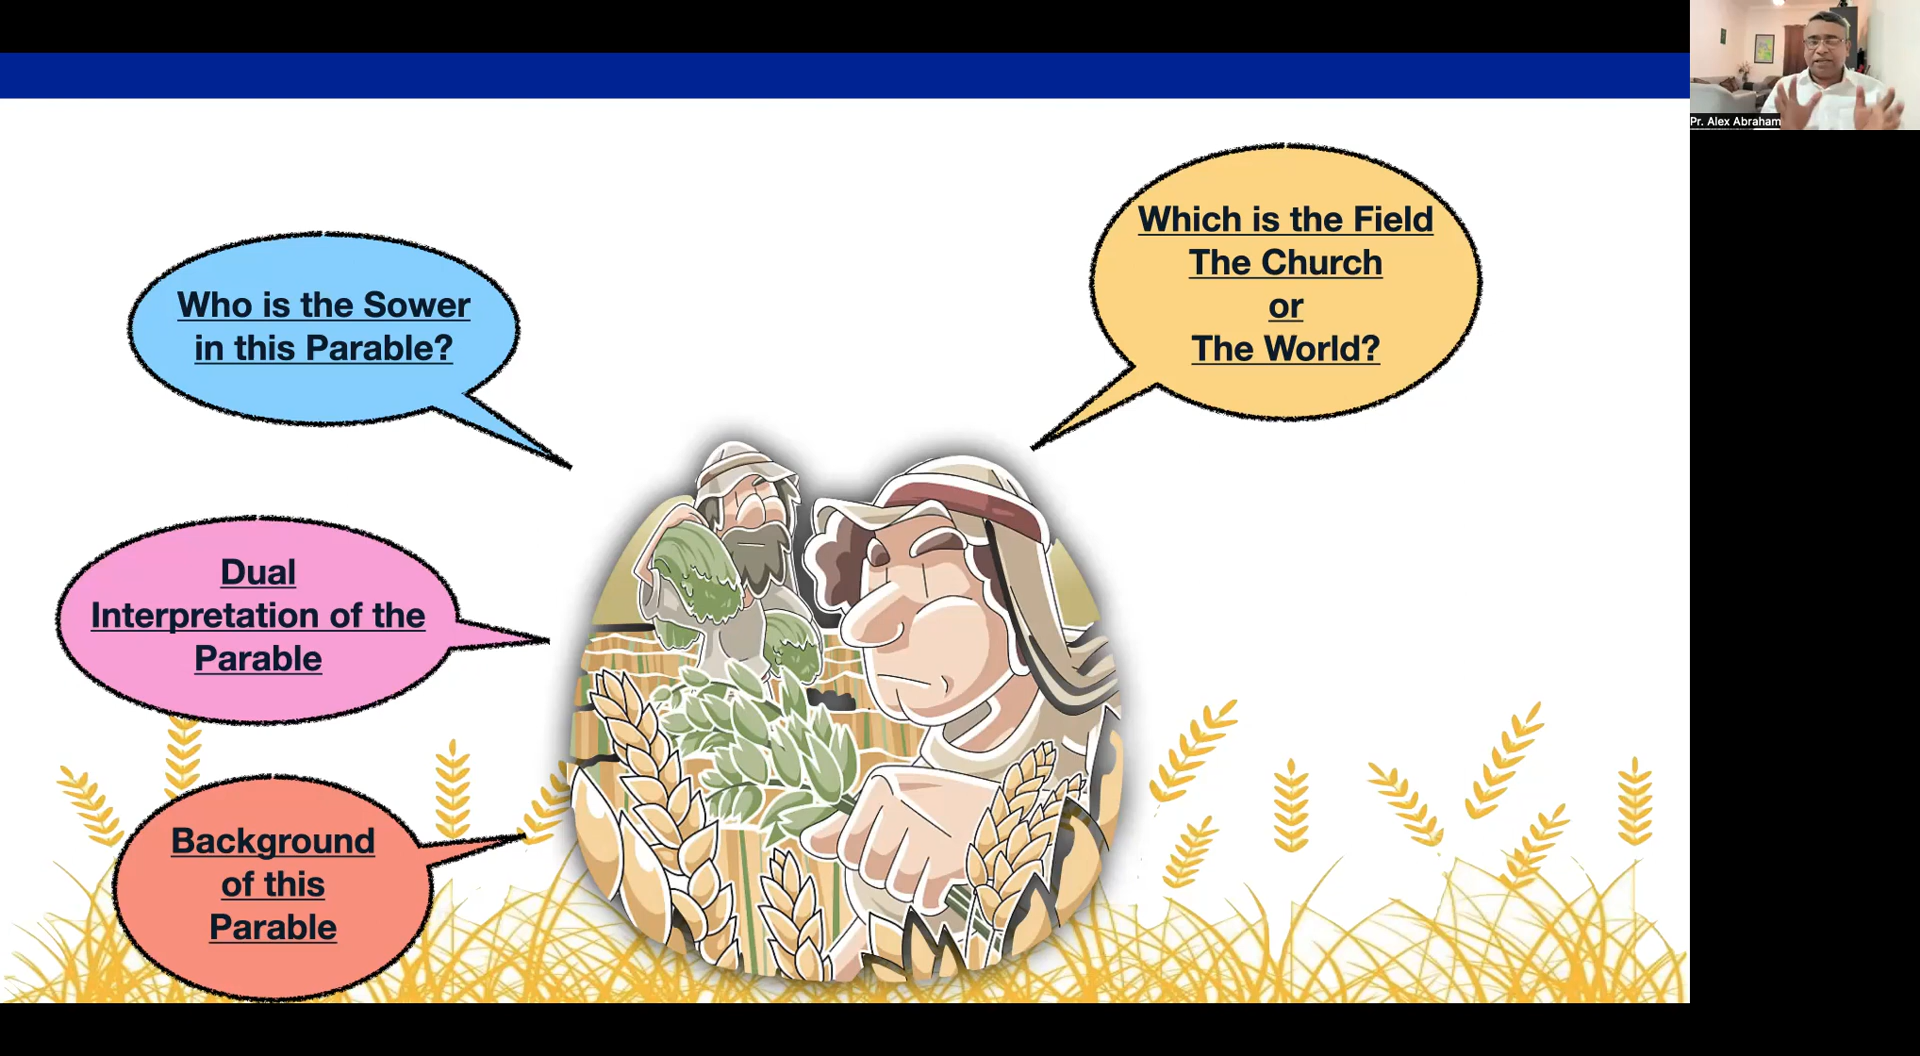 Who is the Sower
in this Parable?
Dual
Interpretation of the
Parable
Background
of this
Parable
Which is the Field
The Church
or
The World?
Pr. Alex Abraham